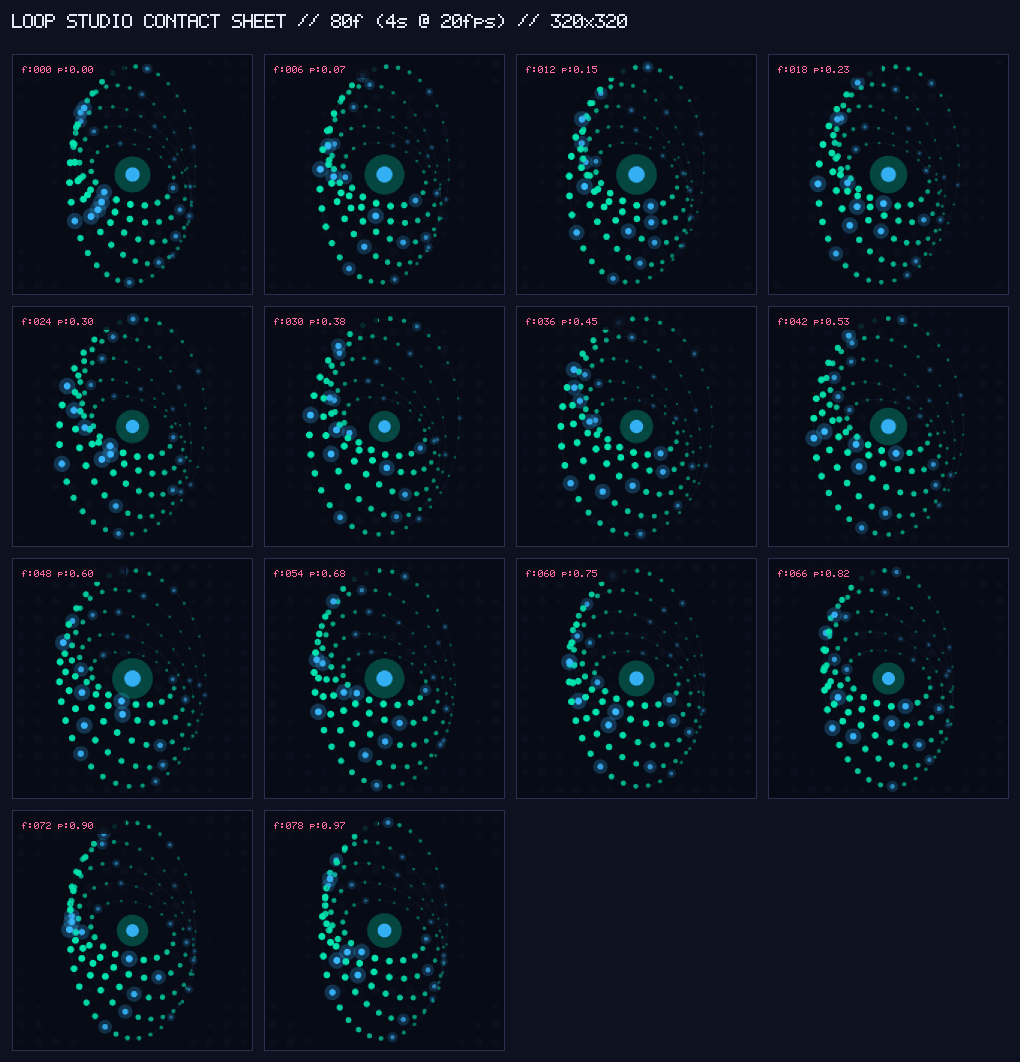 LOOP STUDIO CONTACT SHEET // 80f (4s @ 20fps) // 320x320
f:000 p:0.00
f:006 p:0.07
f:012 p:0.15
f:018 p:0.23
f:024 p:0.30
f:030 p:0.38
f:036 p:0.45
f:042 p:0.53
f:048 p:0.60
f:054 p:0.68
f:060 p:0.75
f:066 p:0.82
f:072 p:0.90
f:078 p:0.97